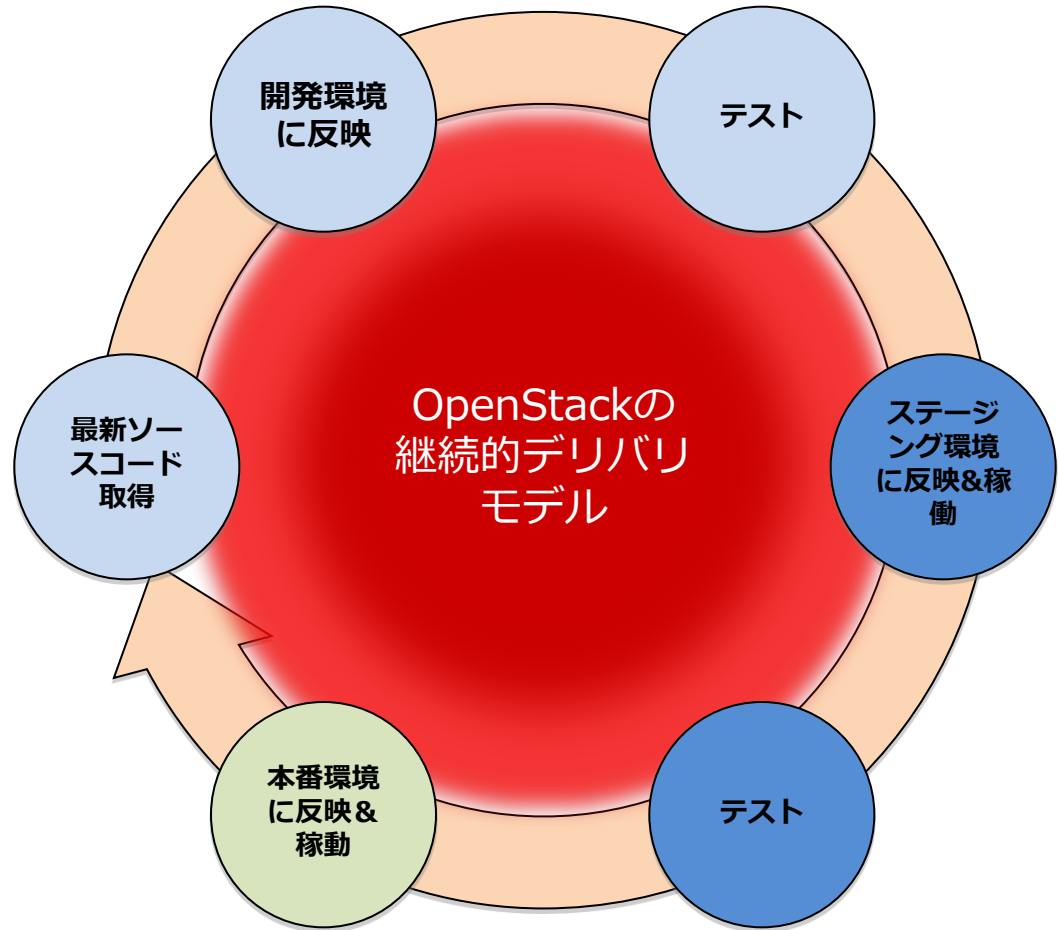 開発環境
に反映
テスト
OpenStackの
継続的デリバリ
モデル
最新ソー
スコード
取得
ステージ
ング環境
に反映&稼
働
本番環境
に反映&
稼動
テスト